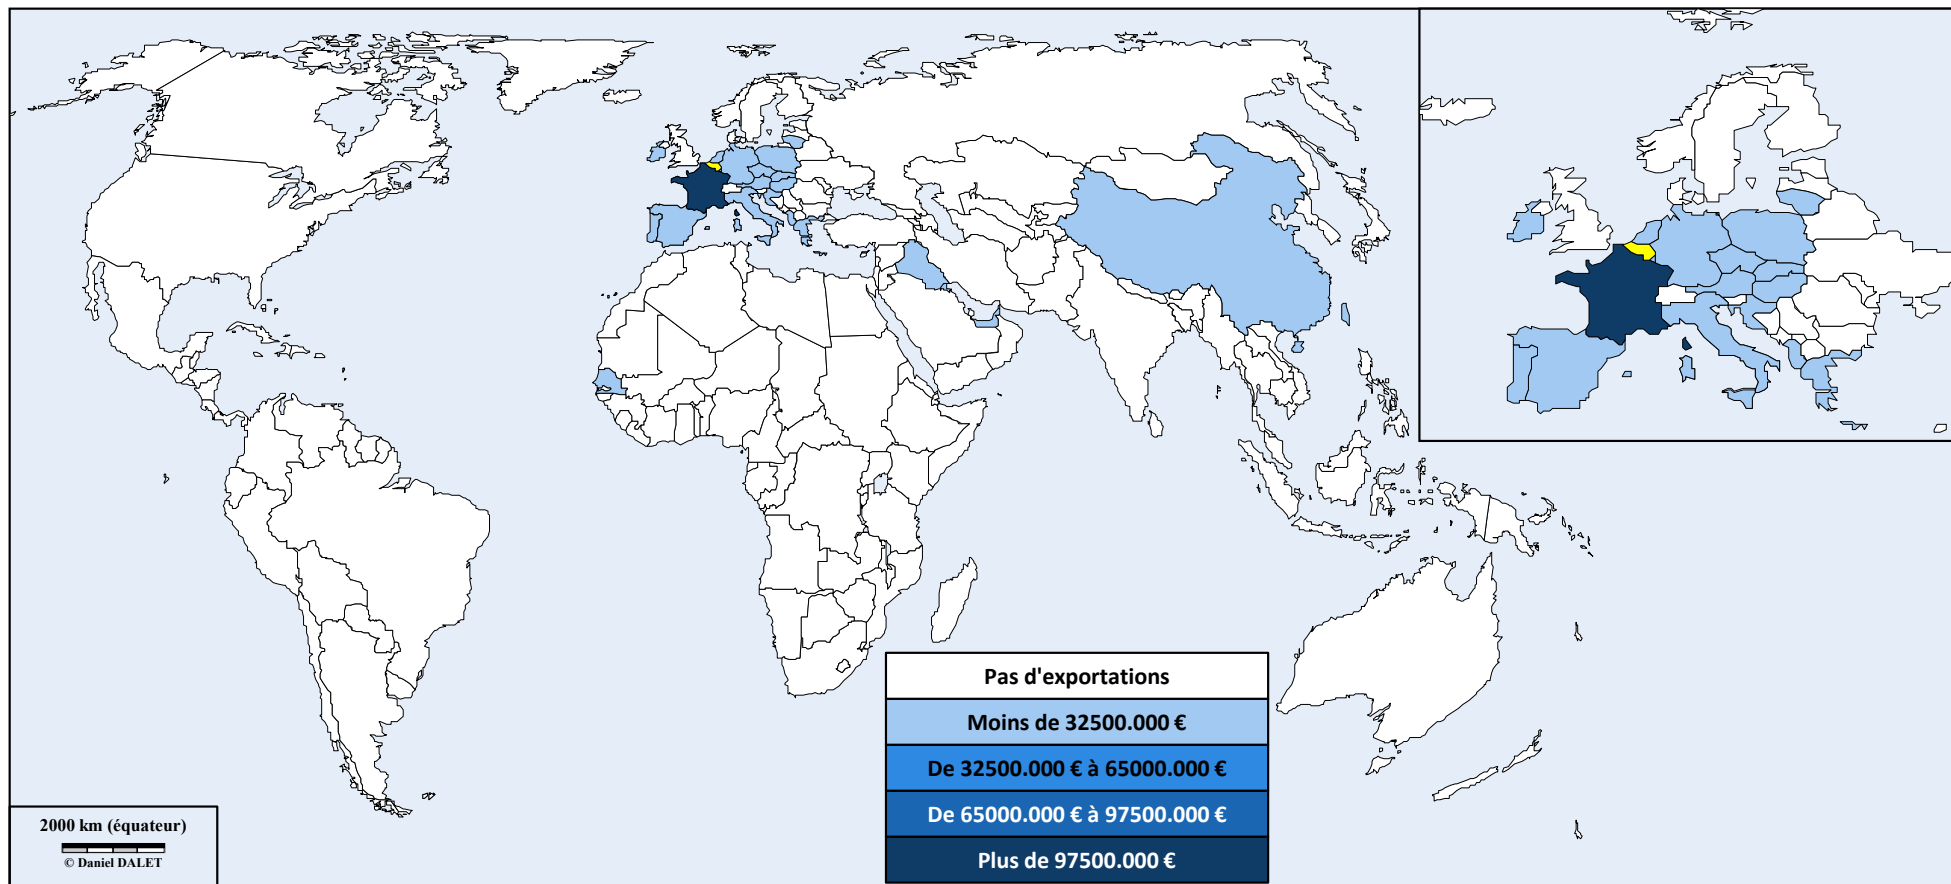 Pas d'exportations
Moins de 32500.000 €
De 32500.000 € à 65000.000 €
De 65000.000 € à 97500.000 €
Plus de 97500.000 €
2000 km (équateur)
© Daniel DALET